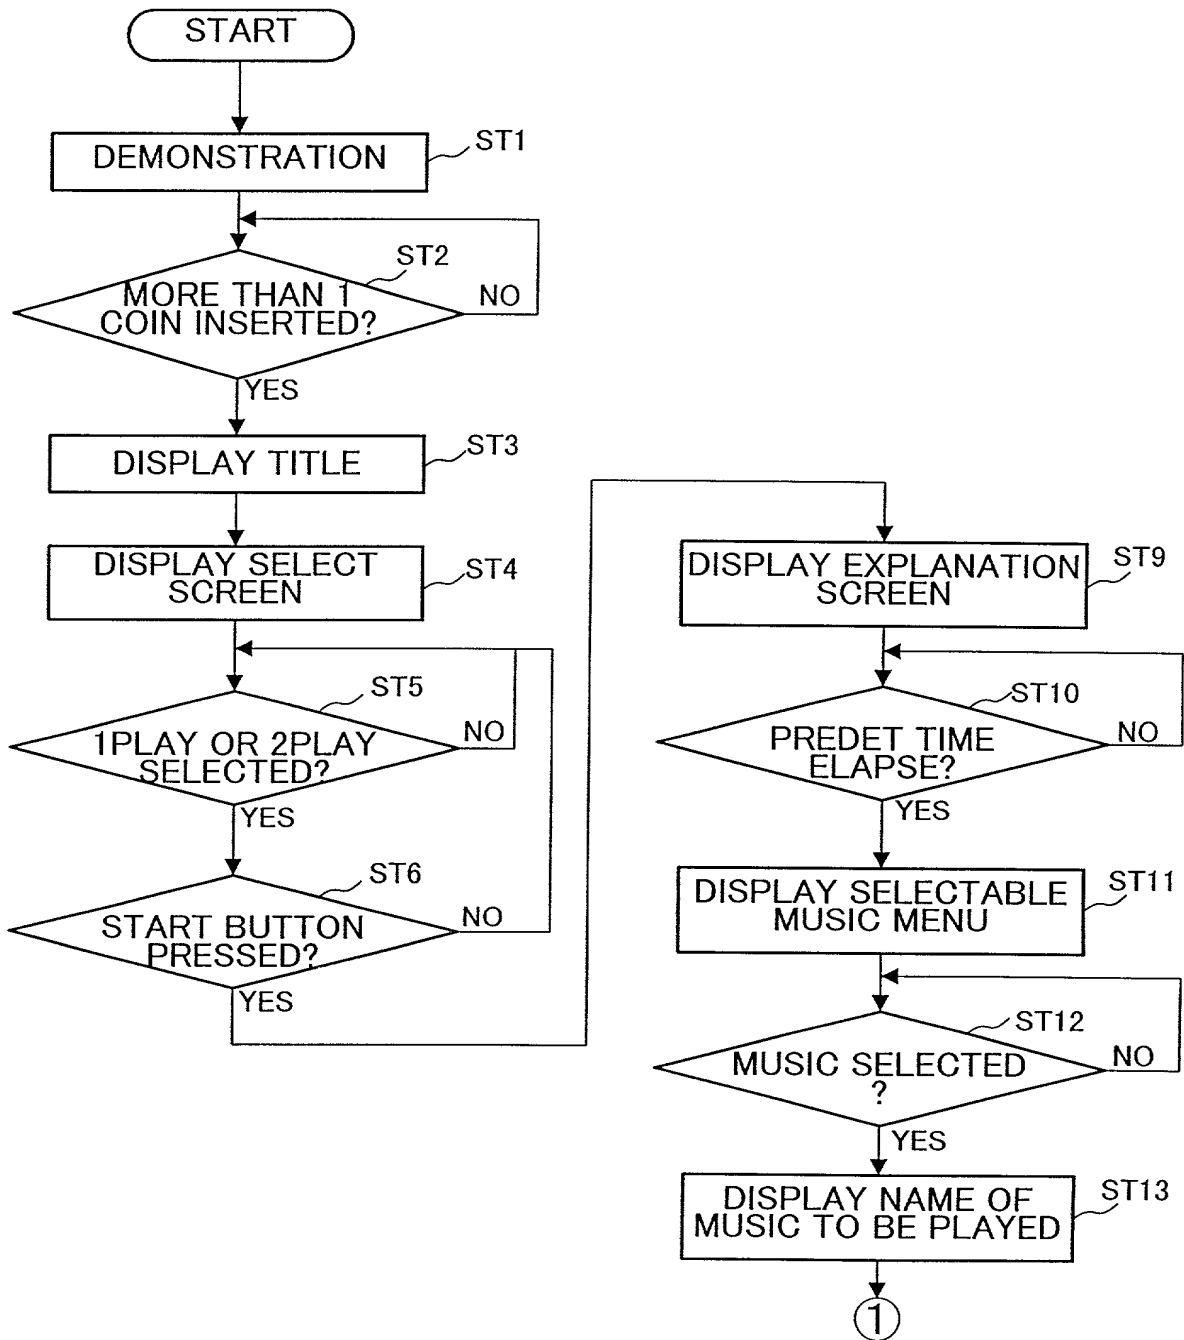 START
DEMONSTRATION
ST1
ST2
MORE THAN 1
COIN INSERTED?
NO
YES
DISPLAY TITLE
ST3
DISPLAY SELECT
SCREEN
ST4
ST5
1PLAY OR 2PLAY
SELECTED?
NO
YES
ST6
START BUTTON
PRESSED?
NO
YES
DISPLAY EXPLANATION
SCREEN
ST9
ST10
PREDET TIME
ELAPSE?
NO
YES
DISPLAY SELECTABLE
MUSIC MENU
ST11
ST12
MUSIC SELECTED
?
NO
YES
DISPLAY NAME OF
MUSIC TO BE PLAYED
ST13
1